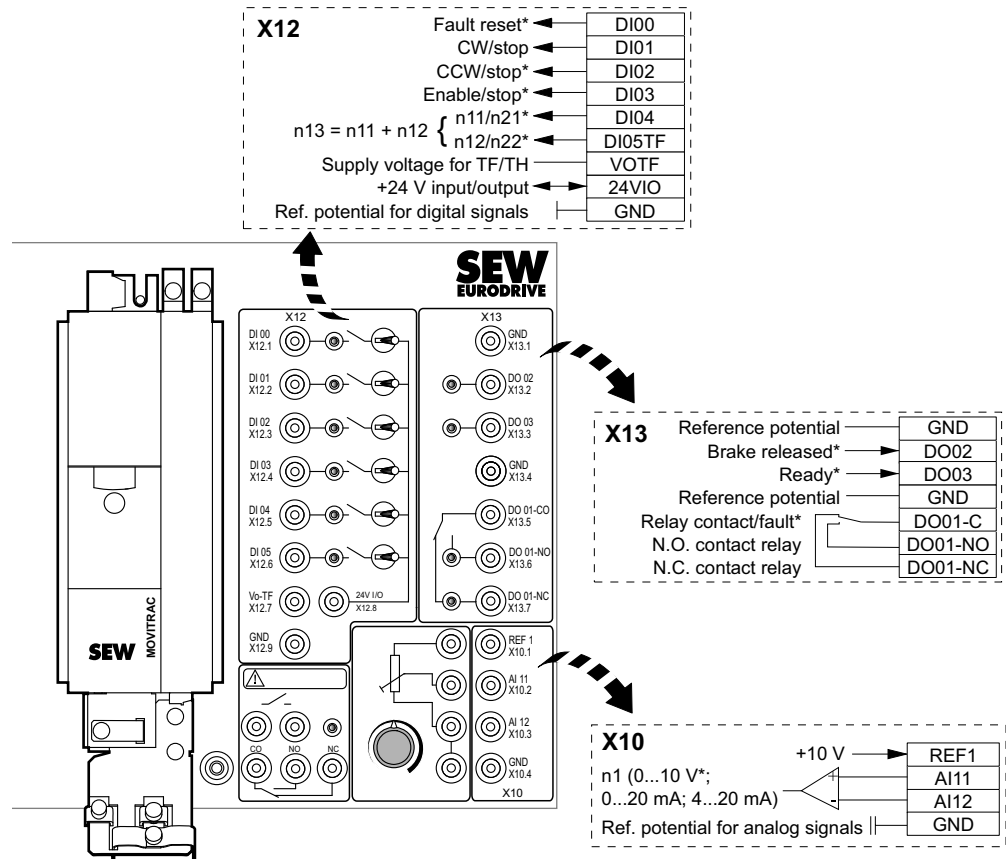 X12
Fault reset* DI00
CW/stop DI01
CCW/stop* DI02
Enable/stop* DI03
n11/n21* DI04
n13 = n11 + n12 {
n12/n22* DI05TF
Supply voltage for TF/TH VOTF
+24 V input/output 24VIO
Ref. potential for digital signals GND
SEW
EURODRIVE
X12
DI 00
X12.1
DI 01
X12.2
DI 02
X12.3
DI 03
X12.4
DI 04
X12.5
DI 05
X12.6
Vo-TF
X12.7
24V I/O
X12.8
GND
X12.9
X13
GND
X13.1
DO 02
X13.2
DO 03
X13.3
GND
X13.4
DO 01-CO
X13.5
DO 01-NO
X13.6
DO 01-NC
X13.7
REF 1
X10.1
AI 11
X10.2
AI 12
X10.3
GND
X10.4
X10
CO NO NC
SEW
MOVITRAC
X13
Reference potential GND
Brake released* DO02
Ready* DO03
Reference potential GND
Relay contact/fault* DO01-C
N.O. contact relay DO01-NO
N.C. contact relay DO01-NC
X10
+10 V REF1
n1 (0...10 V*; AI11
0...20 mA; 4...20 mA) AI12
+
-
Ref. potential for analog signals GND